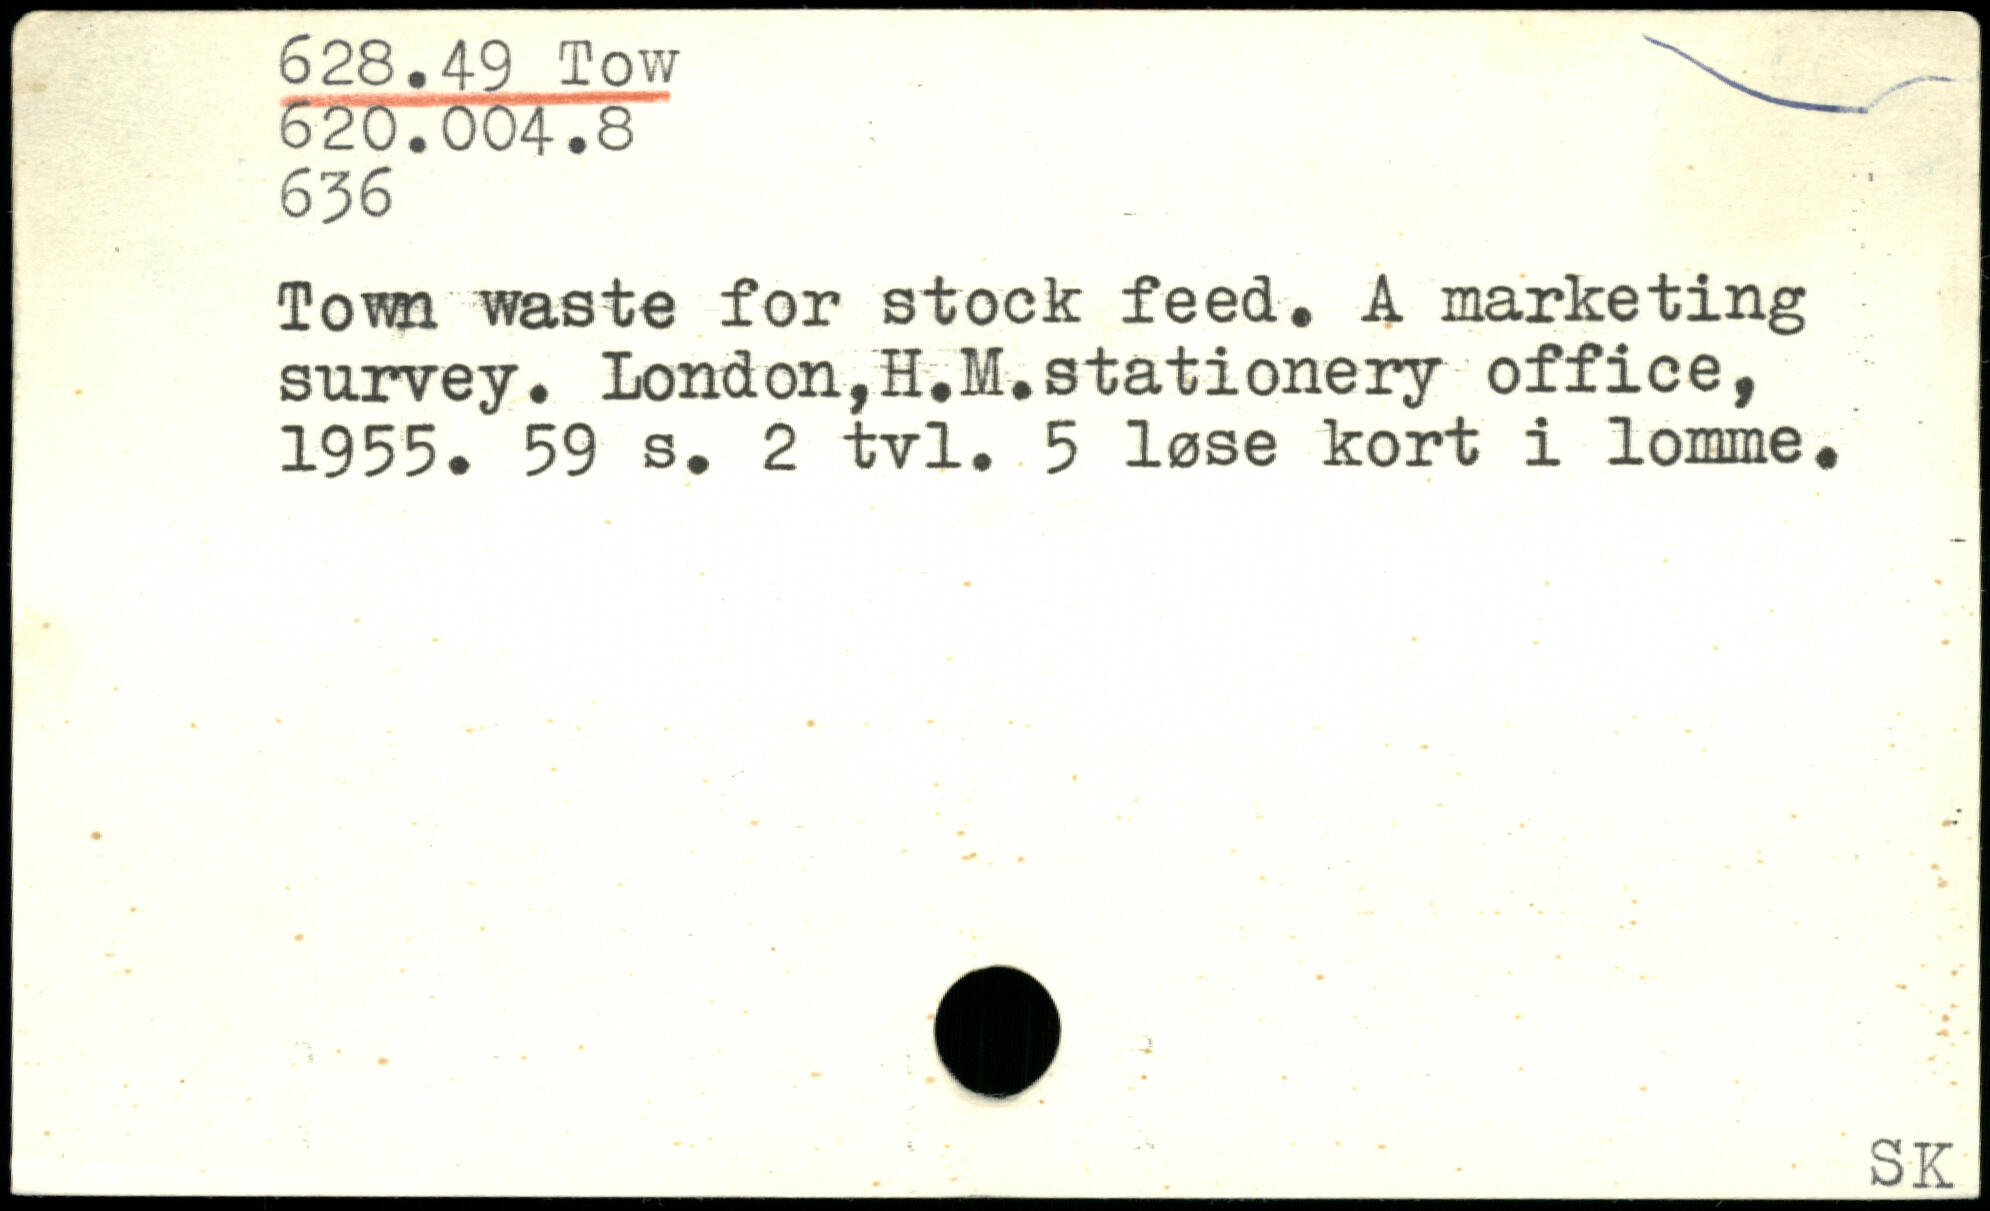 628.49 Tow
620.004.8
636
Town waste for stock feed. A marketing
survey. London,H.M.stationery office,
1955. 59 s. 2 tvl. 5 løse kort i lomme.
SK